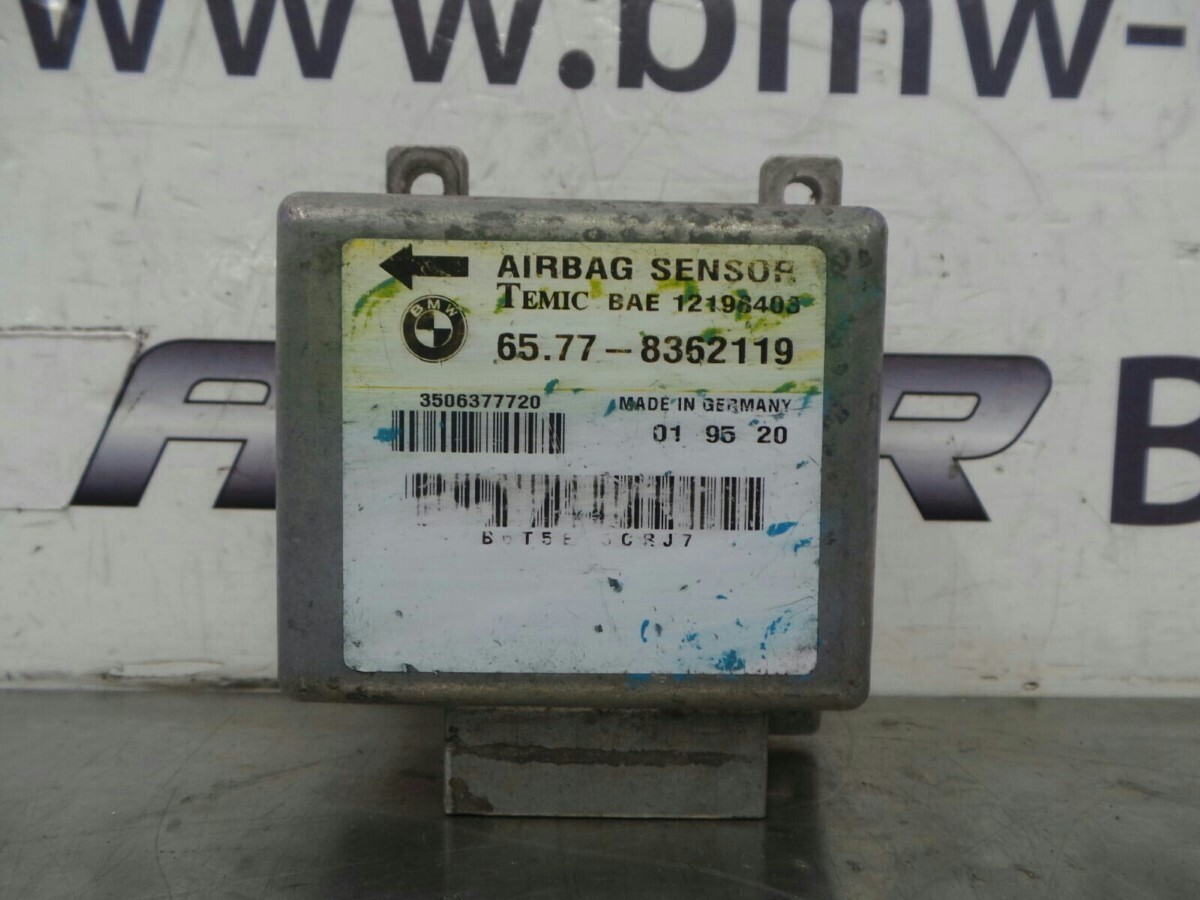 www.bmw-
AIRBAG SENSOR
TEMIC BAE 12198403
BMW
65.77-8362119
3506377720
MADE IN GERMANY
01 95 20